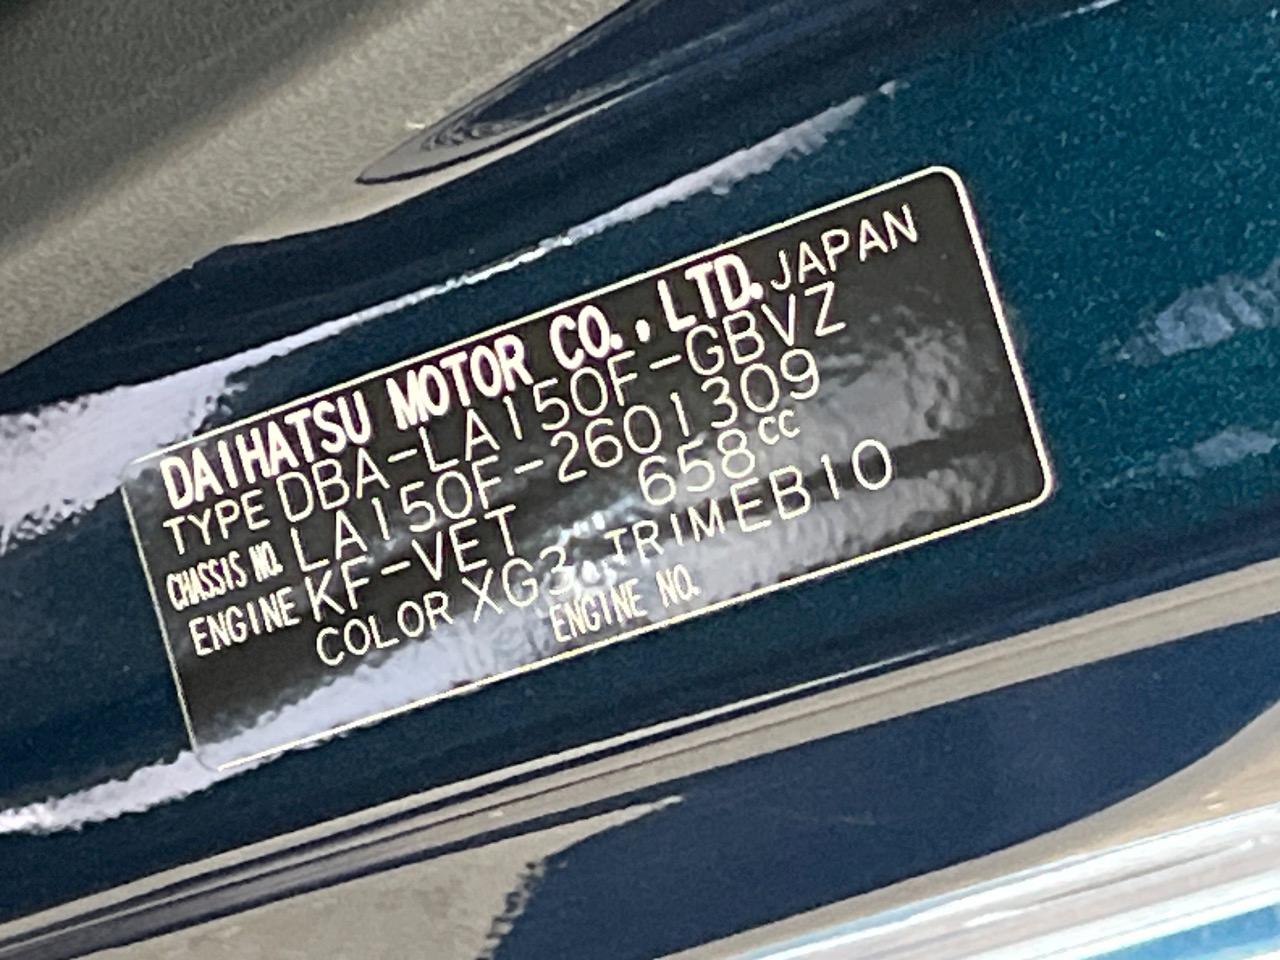 DAIHATSU MOTOR CO., LTD. JAPAN
TYPE DBA-LA150F-GBVZ
CHASSIS NO. LA150F-2601309
ENGINE KF-VET 658cc
COLOR XG3 TRIM EB10
ENGINE NO.